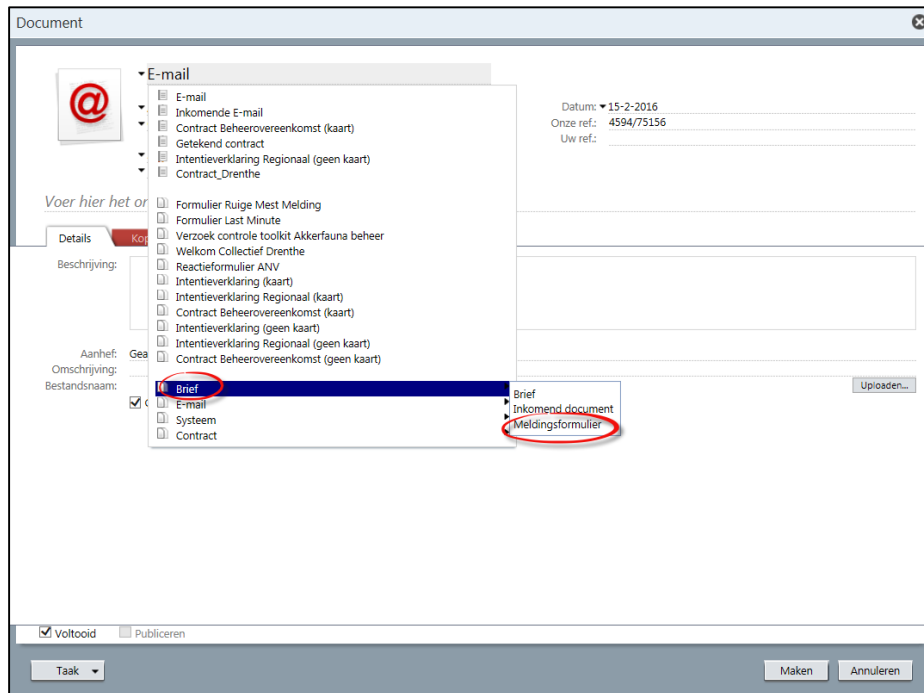 Document
E-mail
E-mail
Inkomende E-mail
Contract Beheerovereenkomst (kaart)
Getekend contract
Intentieverklaring Regionaal (geen kaart)
Contract_Drenthe
Datum: 15-2-2016
Onze ref.: 4594/75156
Uw ref.:
Voer hier het on
Formulier Ruige Mest Melding
Formulier Last Minute
Verzoek controle toolkit Akkerfauna beheer
Welkom Collectief Drenthe
Reactieformulier ANV
Intentieverklaring (kaart)
Intentieverklaring Regionaal (kaart)
Contract Beheerovereenkomst (kaart)
Intentieverklaring (geen kaart)
Intentieverklaring Regionaal (geen kaart)
Contract Beheerovereenkomst (geen kaart)
Details
Kop
Beschrijving:
Aanhef: Gea
Omschrijving:
Bestandsnaam:
Uploaden...
Brief
E-mail
Systeem
Contract
Brief
Inkomend document
Meldingsformulier
Voltooid
Publiceren
Taak
Maken
Annuleren